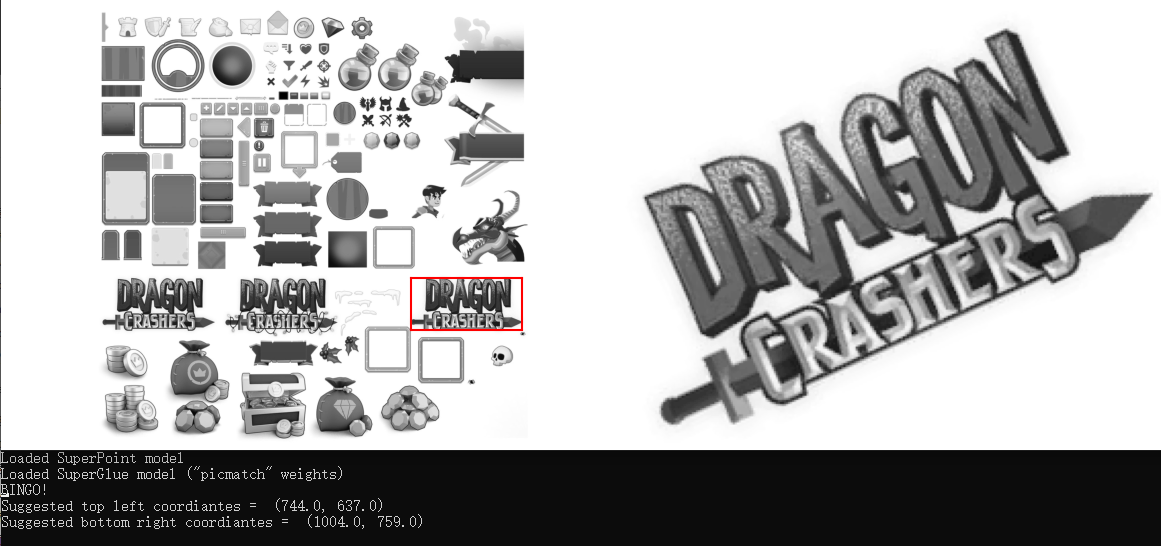 DRAGON
CRASHERS
DRAGON
CRASHERS
DRAGON
CRASHERS
DRAGON
CRASHERS
Loaded SuperPoint model
Loaded SuperGlue model ("picmatch" weights)
BINGO!
Suggested top left coordiantes =  (744.0, 637.0)
Suggested bottom right coordiantes =  (1004.0, 759.0)